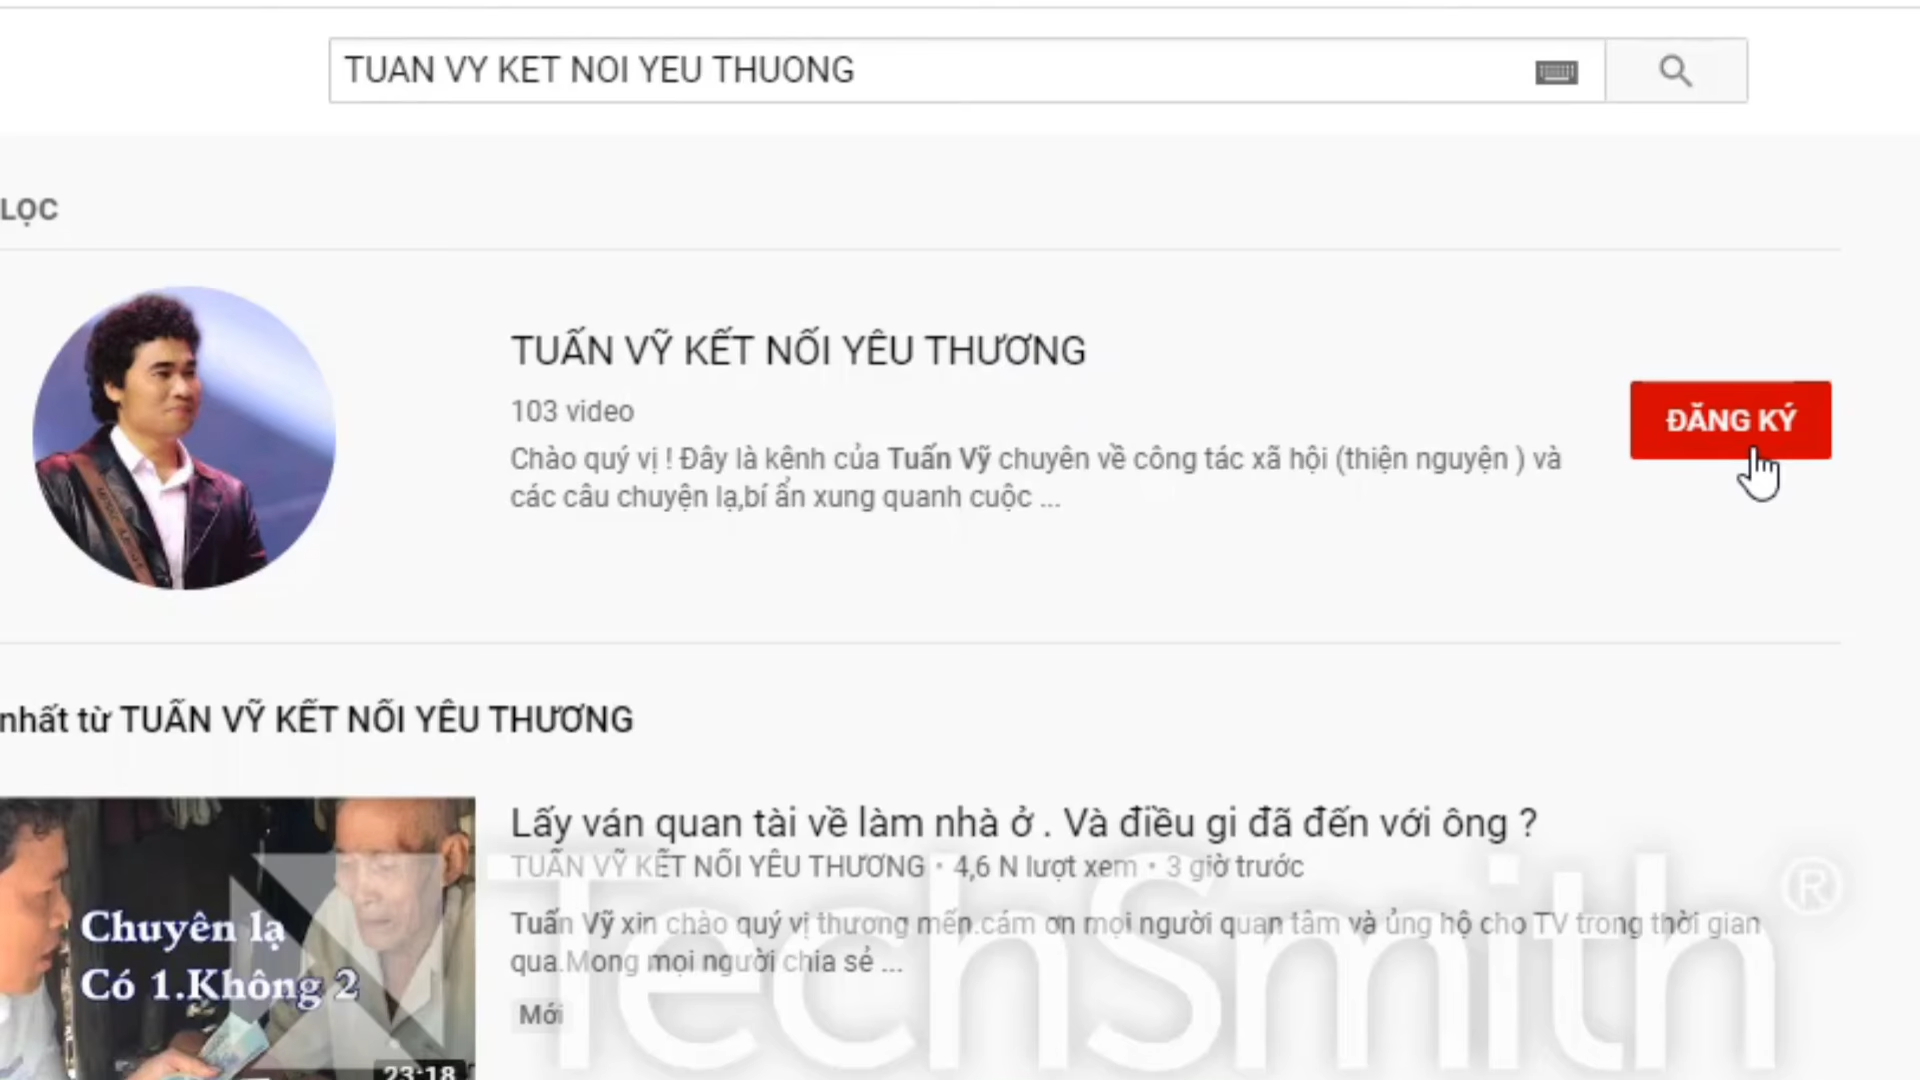 TUAN VY KET NOI YEU THUONG
LỌC
TUẤN VỸ KẾT NỐI YÊU THƯƠNG
103 video
Chào quý vị ! Đây là kênh của Tuấn Vỹ chuyên về công tác xã hội (thiện nguyện ) và
các câu chuyện lạ,bí ẩn xung quanh cuộc ...
ĐĂNG KÝ
nhất từ TUẤN VỸ KẾT NỐI YÊU THƯƠNG
Lấy ván quan tài về làm nhà ở . Và điều gi đã đến với ông ?
TUẤN VỸ KẾT NỐI YÊU THƯƠNG • 4,6 N lượt xem • 3 giờ trước
Tuấn Vỹ xin chào quý vị thương mến.cám ơn mọi người quan tâm và ủng hộ cho TV trong thời gian
qua.Mong mọi người chia sẻ ...
Mới
Chuyên lạ
Có 1.Không 2
23:18
TechSmith®